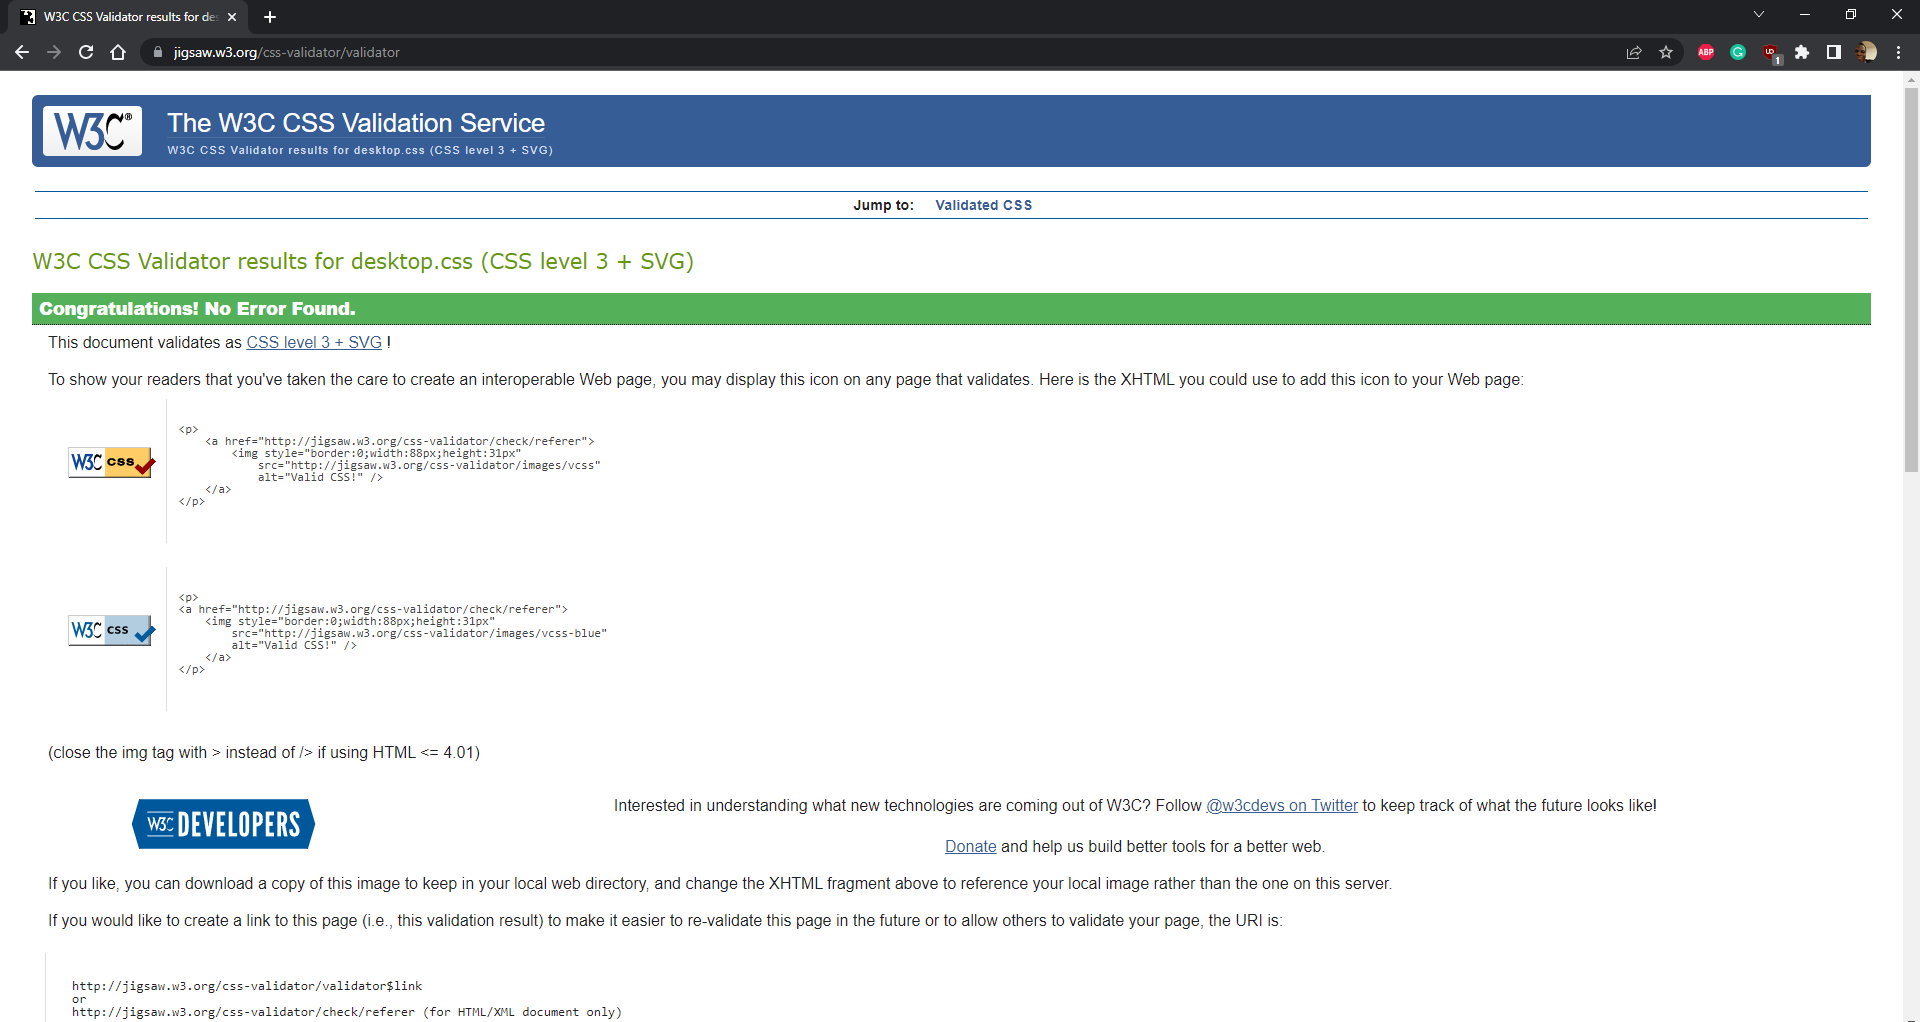 W3C CSS Validator results for de
jigsaw.w3.org/css-validator/validator
ABP
G
1
W3C®
The W3C CSS Validation Service
W3C CSS Validator results for desktop.css (CSS level 3 + SVG)
Jump to: Validated CSS
W3C CSS Validator results for desktop.css (CSS level 3 + SVG)
Congratulations! No Error Found.
This document validates as CSS level 3 + SVG !
To show your readers that you've taken the care to create an interoperable Web page, you may display this icon on any page that validates. Here is the XHTML you could use to add this icon to your Web page:
W3C CSS
<p>
<a href="http://jigsaw.w3.org/css-validator/check/referer">
<img style="border:0;width:88px;height:31px"
src="http://jigsaw.w3.org/css-validator/images/vcss"
alt="Valid CSS!" />
</a>
</p>
W3C CSS
<p>
<a href="http://jigsaw.w3.org/css-validator/check/referer">
<img style="border:0;width:88px;height:31px"
src="http://jigsaw.w3.org/css-validator/images/vcss-blue"
alt="Valid CSS!" />
</a>
</p>
(close the img tag with > instead of /> if using HTML <= 4.01)
W3C DEVELOPERS
Interested in understanding what new technologies are coming out of W3C? Follow @w3cdevs on Twitter to keep track of what the future looks like!
Donate and help us build better tools for a better web.
If you like, you can download a copy of this image to keep in your local web directory, and change the XHTML fragment above to reference your local image rather than the one on this server.
If you would like to create a link to this page (i.e., this validation result) to make it easier to re-validate this page in the future or to allow others to validate your page, the URI is:
http://jigsaw.w3.org/css-validator/validator$link
or
http://jigsaw.w3.org/css-validator/check/referer (for HTML/XML document only)